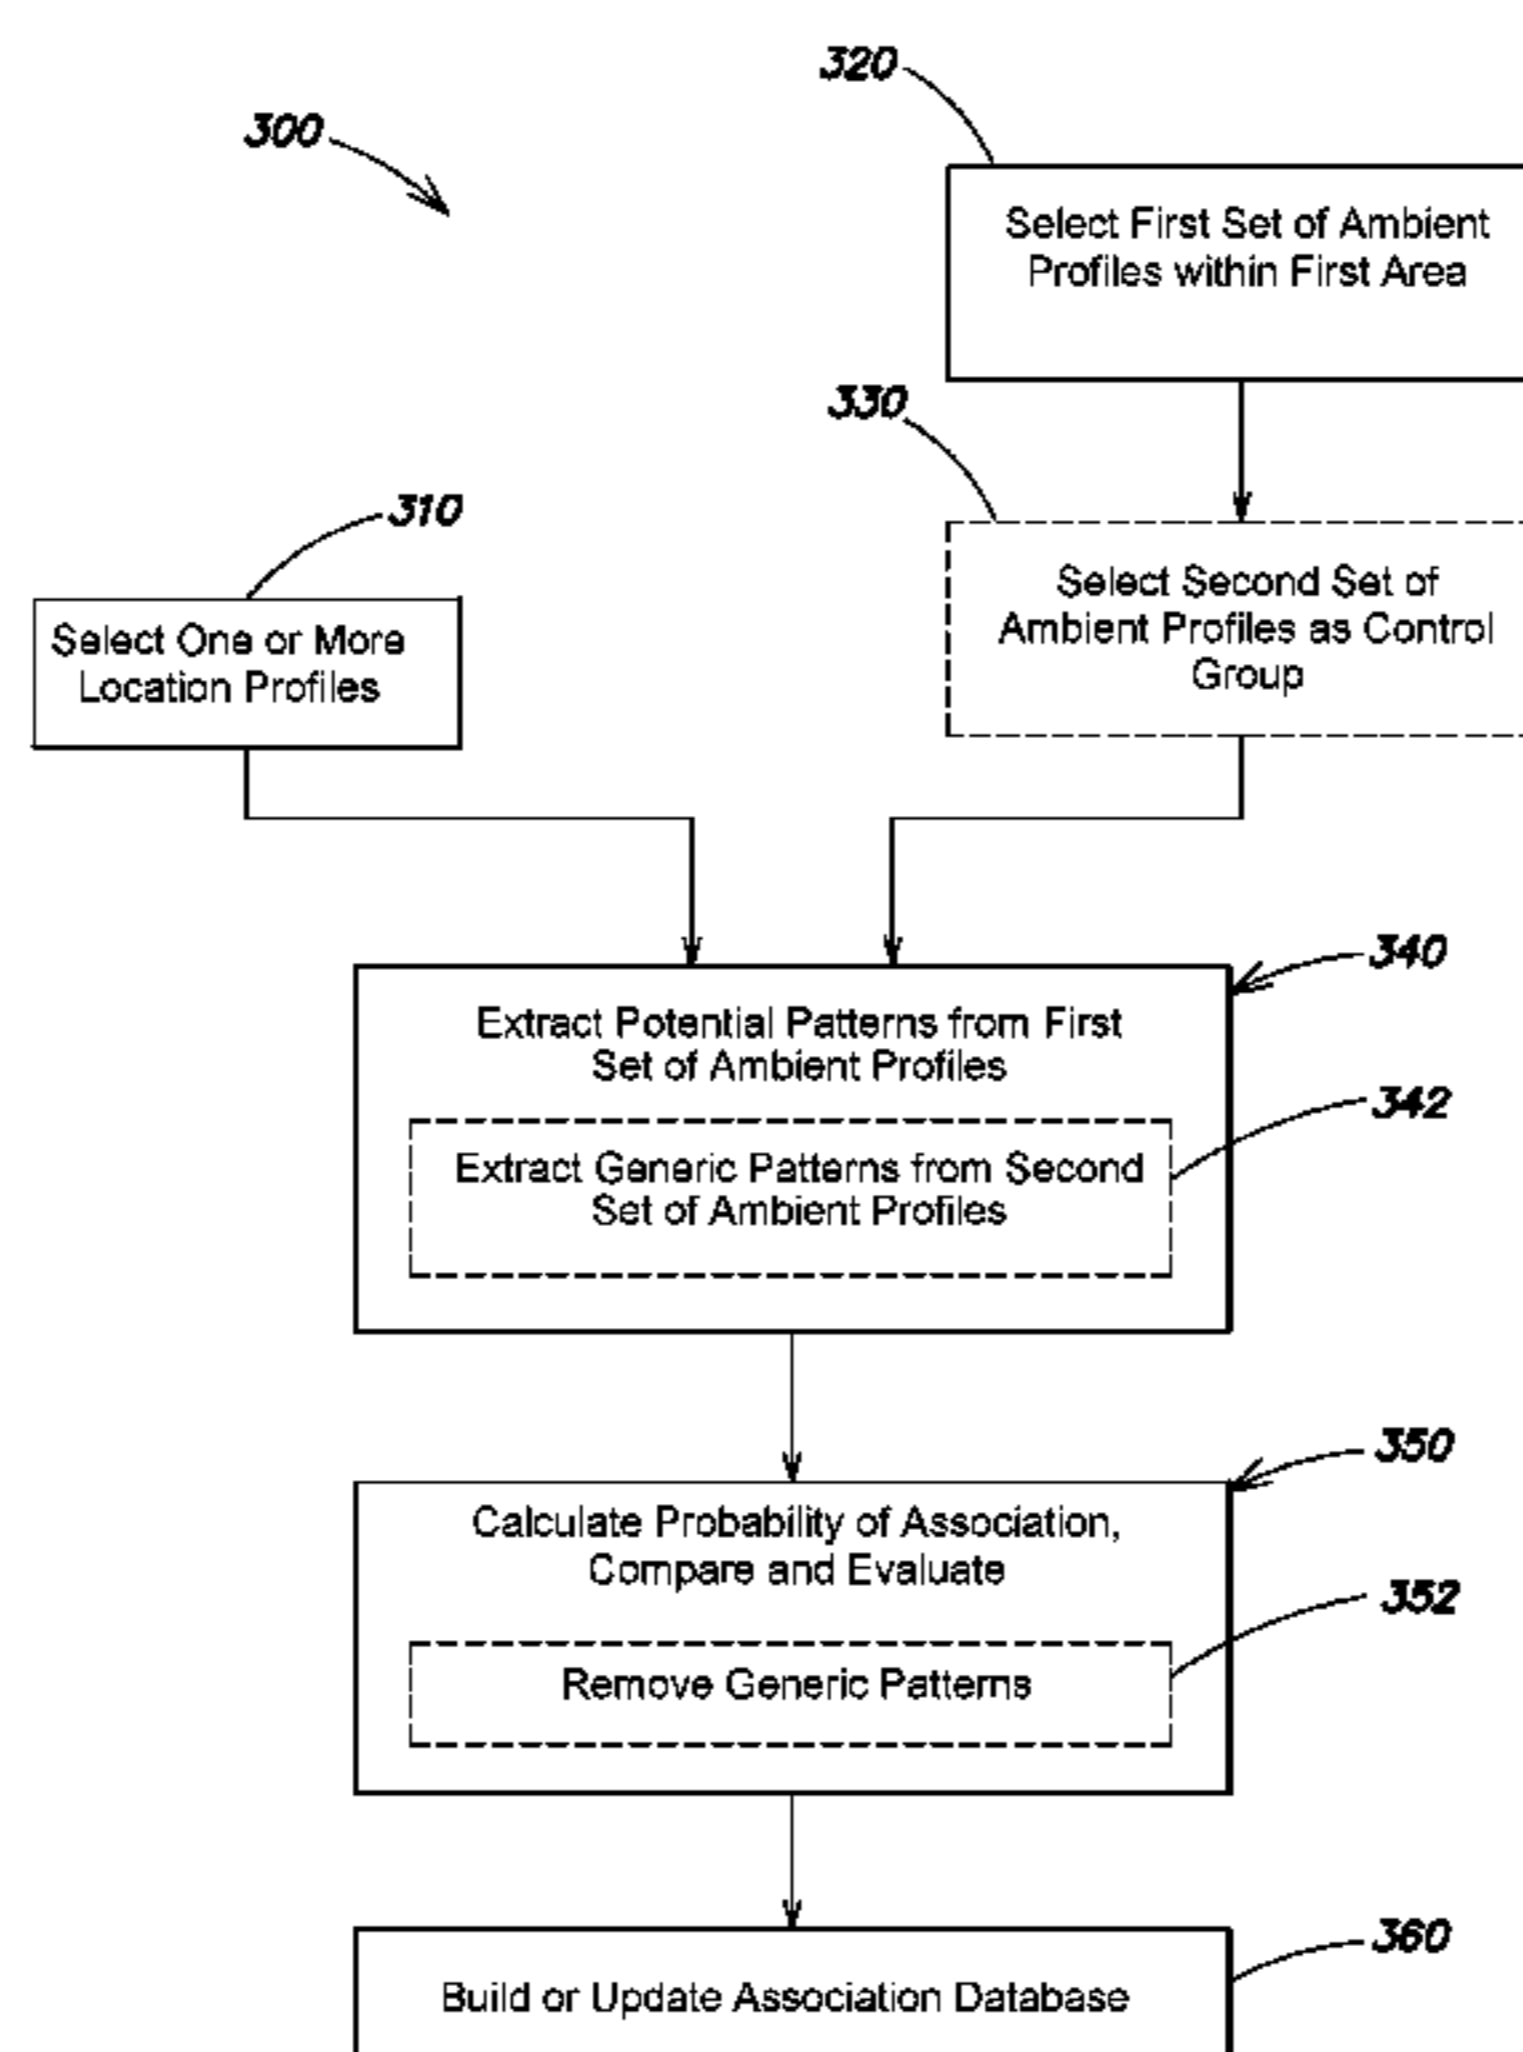 320
300
Select First Set of Ambient
Profiles within First Area
330
310
Select Second Set of
Ambient Profiles as Control
Group
Select One or More
Location Profiles
340
Extract Potential Patterns from First
Set of Ambient Profiles
342
Extract Generic Patterns from Second
Set of Ambient Profiles
350
Calculate Probability of Association,
Compare and Evaluate
352
Remove Generic Patterns
360
Build or Update Association Database